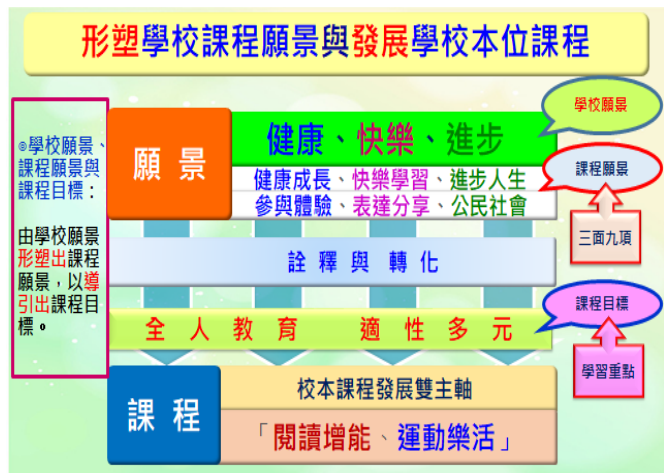 形塑學校課程願景與發展學校本位課程
◎學校願景、
課程願景與
課程目標：
由學校願景
形塑出課程
願景，以導
引出課程目
標。
願 景
健康、快樂、進步
健康成長、快樂學習、進步人生
參與體驗、表達分享、公民社會
學校願景
課程願景
三面九項
詮 釋 與 轉 化
課程目標
全 人 教 育 適 性 多 元
學習重點
課 程
校本課程發展雙主軸
「閱讀增能、運動樂活」